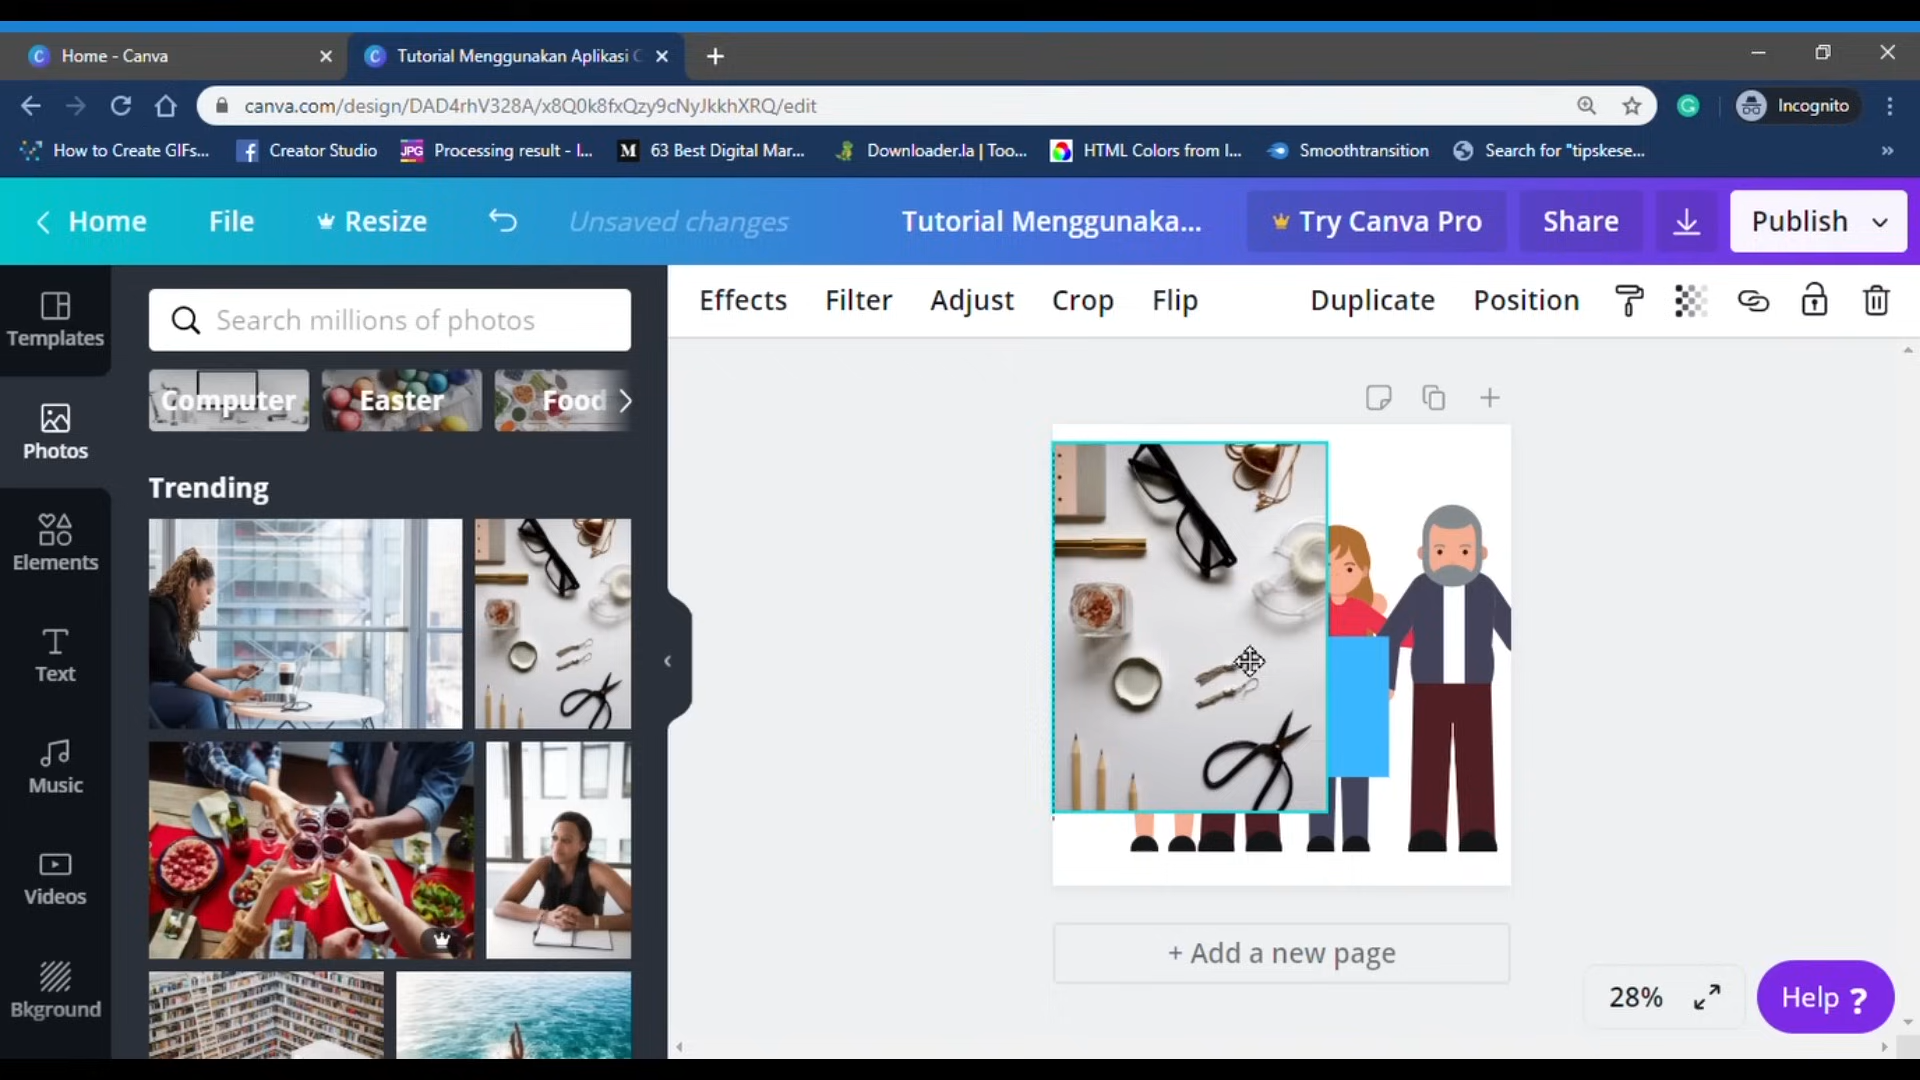 Home - Canva
Tutorial Menggunakan Aplikasi C
canva.com/design/DAD4rhV328A/x8Q0k8fxQzy9cNyJkkhXRQ/edit
Incognito
How to Create GIFs...
Creator Studio
JPG
Processing result - I...
M
63 Best Digital Mar...
Downloader.la | Too...
HTML Colors from I...
Smoothtransition
Search for "tipskese...
Home
File
Resize
Unsaved changes
Tutorial Menggunaka...
Try Canva Pro
Share
Publish
Templates
Photos
Elements
Text
Music
Videos
Bkground
Search millions of photos
Computer
Easter
Food
Trending
Effects
Filter
Adjust
Crop
Flip
Duplicate
Position
+ Add a new page
28%
Help ?